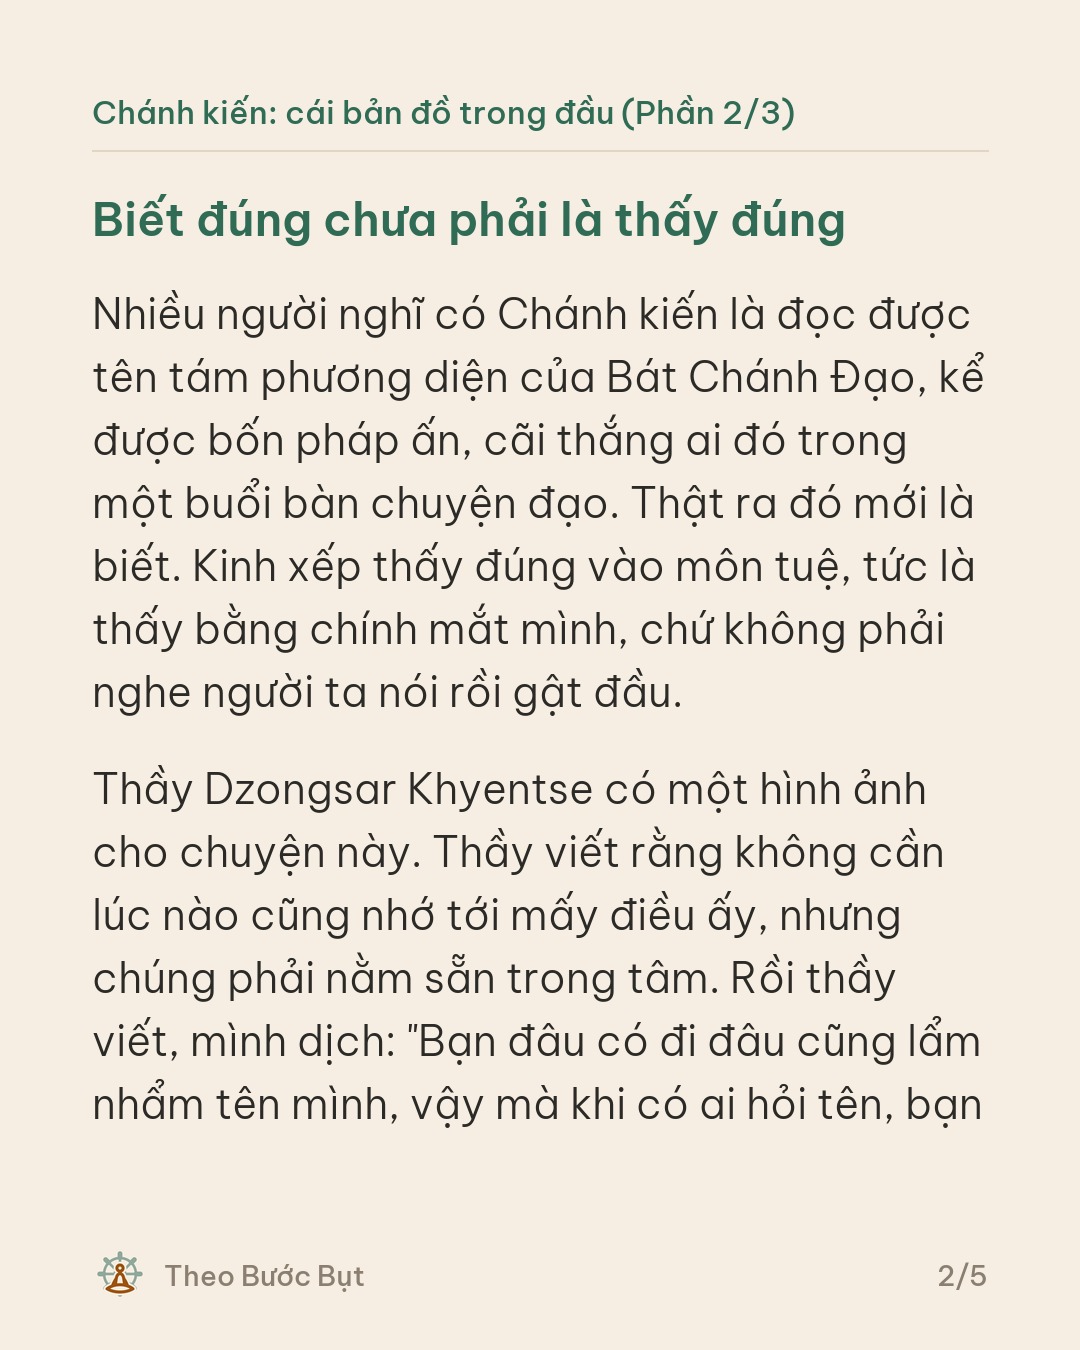 Chánh kiến: cái bản đồ trong đầu (Phần 2/3)
Biết đúng chưa phải là thấy đúng
Nhiều người nghĩ có Chánh kiến là đọc được
tên tám phương diện của Bát Chánh Đạo, kể
được bốn pháp ấn, cãi thắng ai đó trong
một buổi bàn chuyện đạo. Thật ra đó mới là
biết. Kinh xếp thấy đúng vào môn tuệ, tức là
thấy bằng chính mắt mình, chứ không phải
nghe người ta nói rồi gật đầu.
Thầy Dzongsar Khyentse có một hình ảnh
cho chuyện này. Thầy viết rằng không cần
lúc nào cũng nhớ tới mấy điều ấy, nhưng
chúng phải nằm sẵn trong tâm. Rồi thầy
viết, mình dịch: "Bạn đâu có đi đâu cũng lẩm
nhẩm tên mình, vậy mà khi có ai hỏi tên, bạn
Theo Bước Bụt
2/5